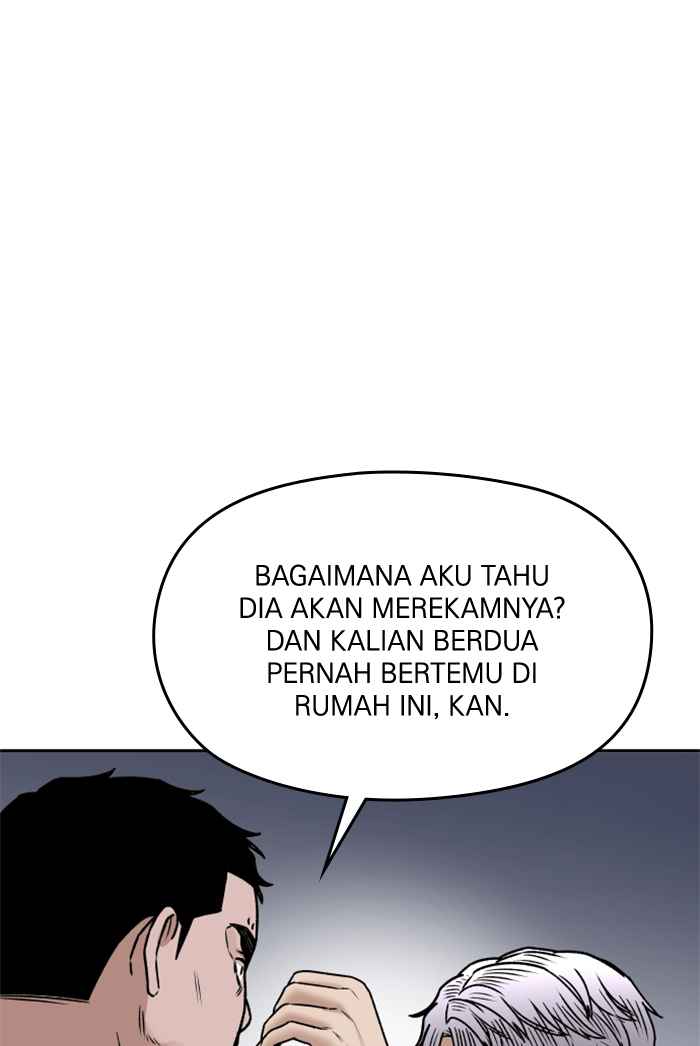 BAGAIMANA AKU TAHU
DIA AKAN MEREKAMNYA?
DAN KALIAN BERDUA
PERNAH BERTEMU DI
RUMAH INI, KAN.